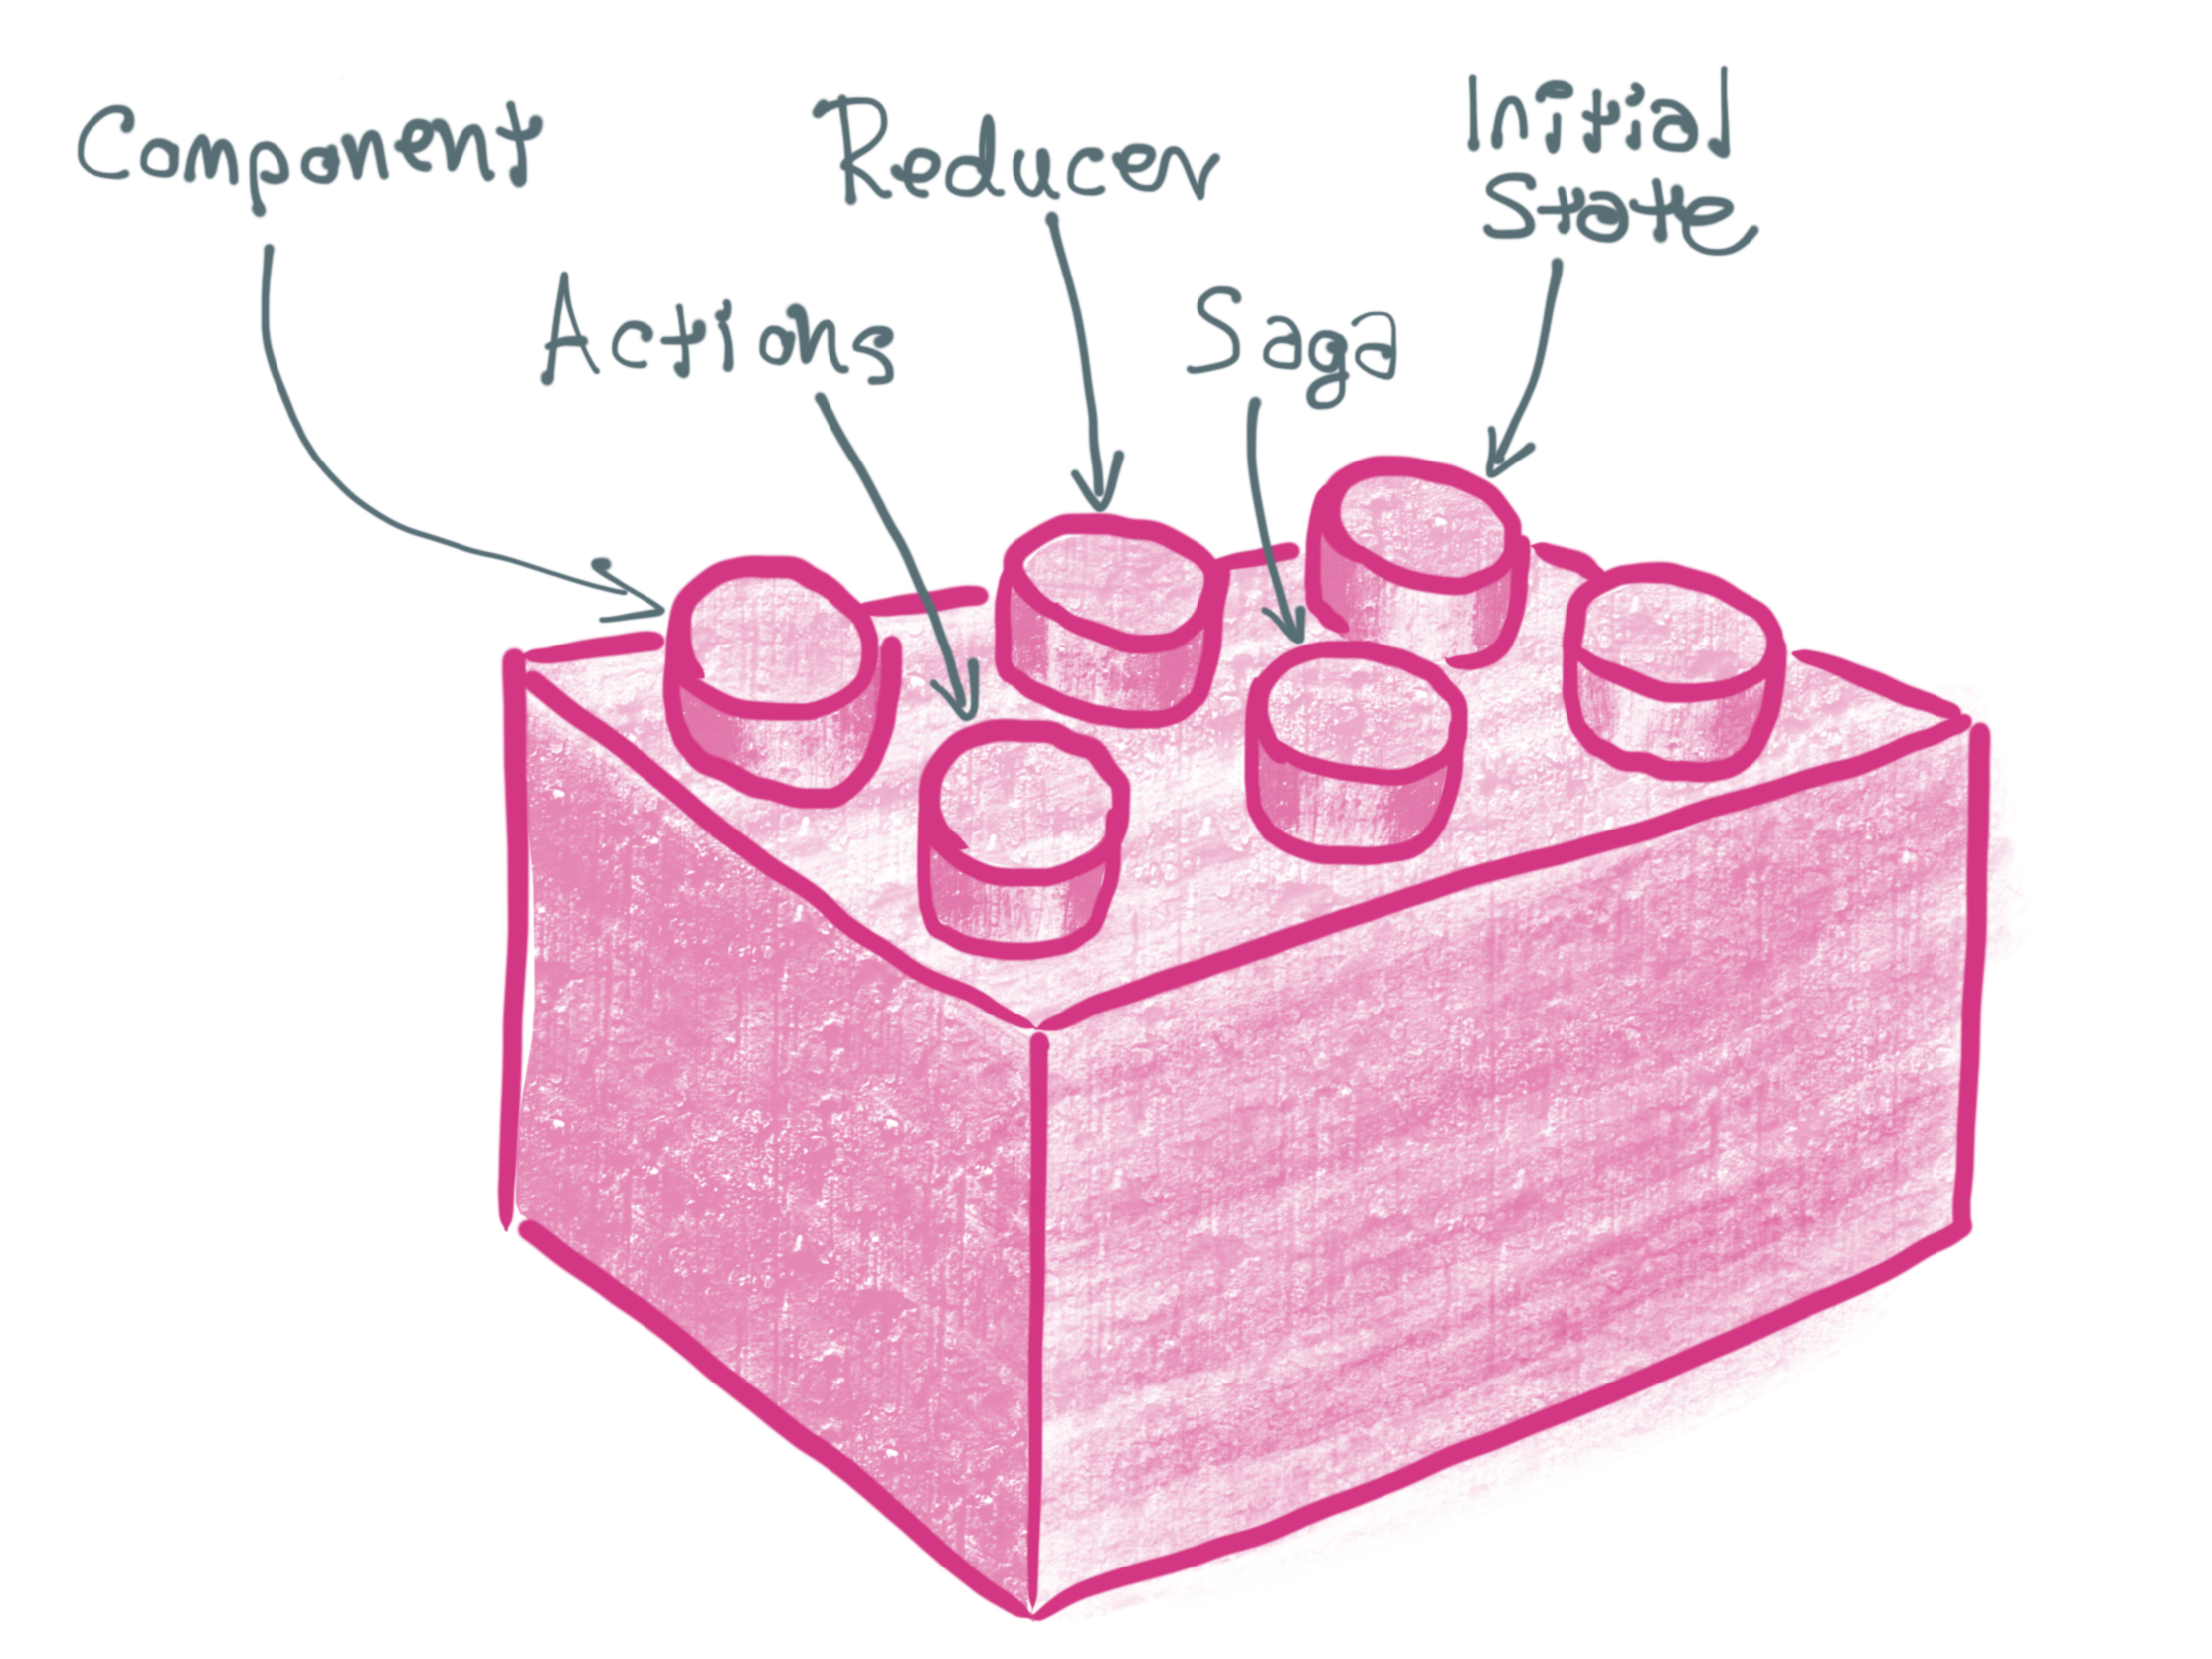 Component
Reducer
Initial
State
Actions
Saga